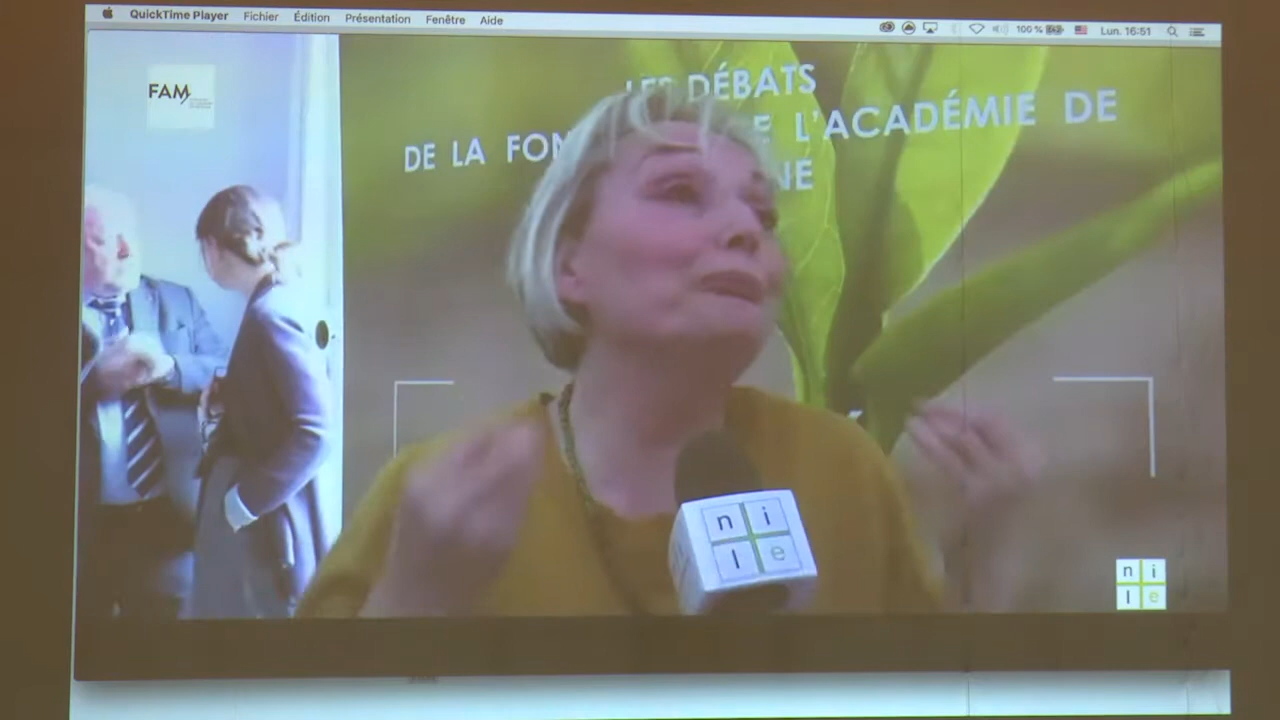 QuickTime Player Fichier Édition Présentation Fenêtre Aide
100 % Lun. 16:51
FAM
LES DÉBATS
DE LA FON E L'ACADÉMIE DE
NE
n i
l e
n i
l e